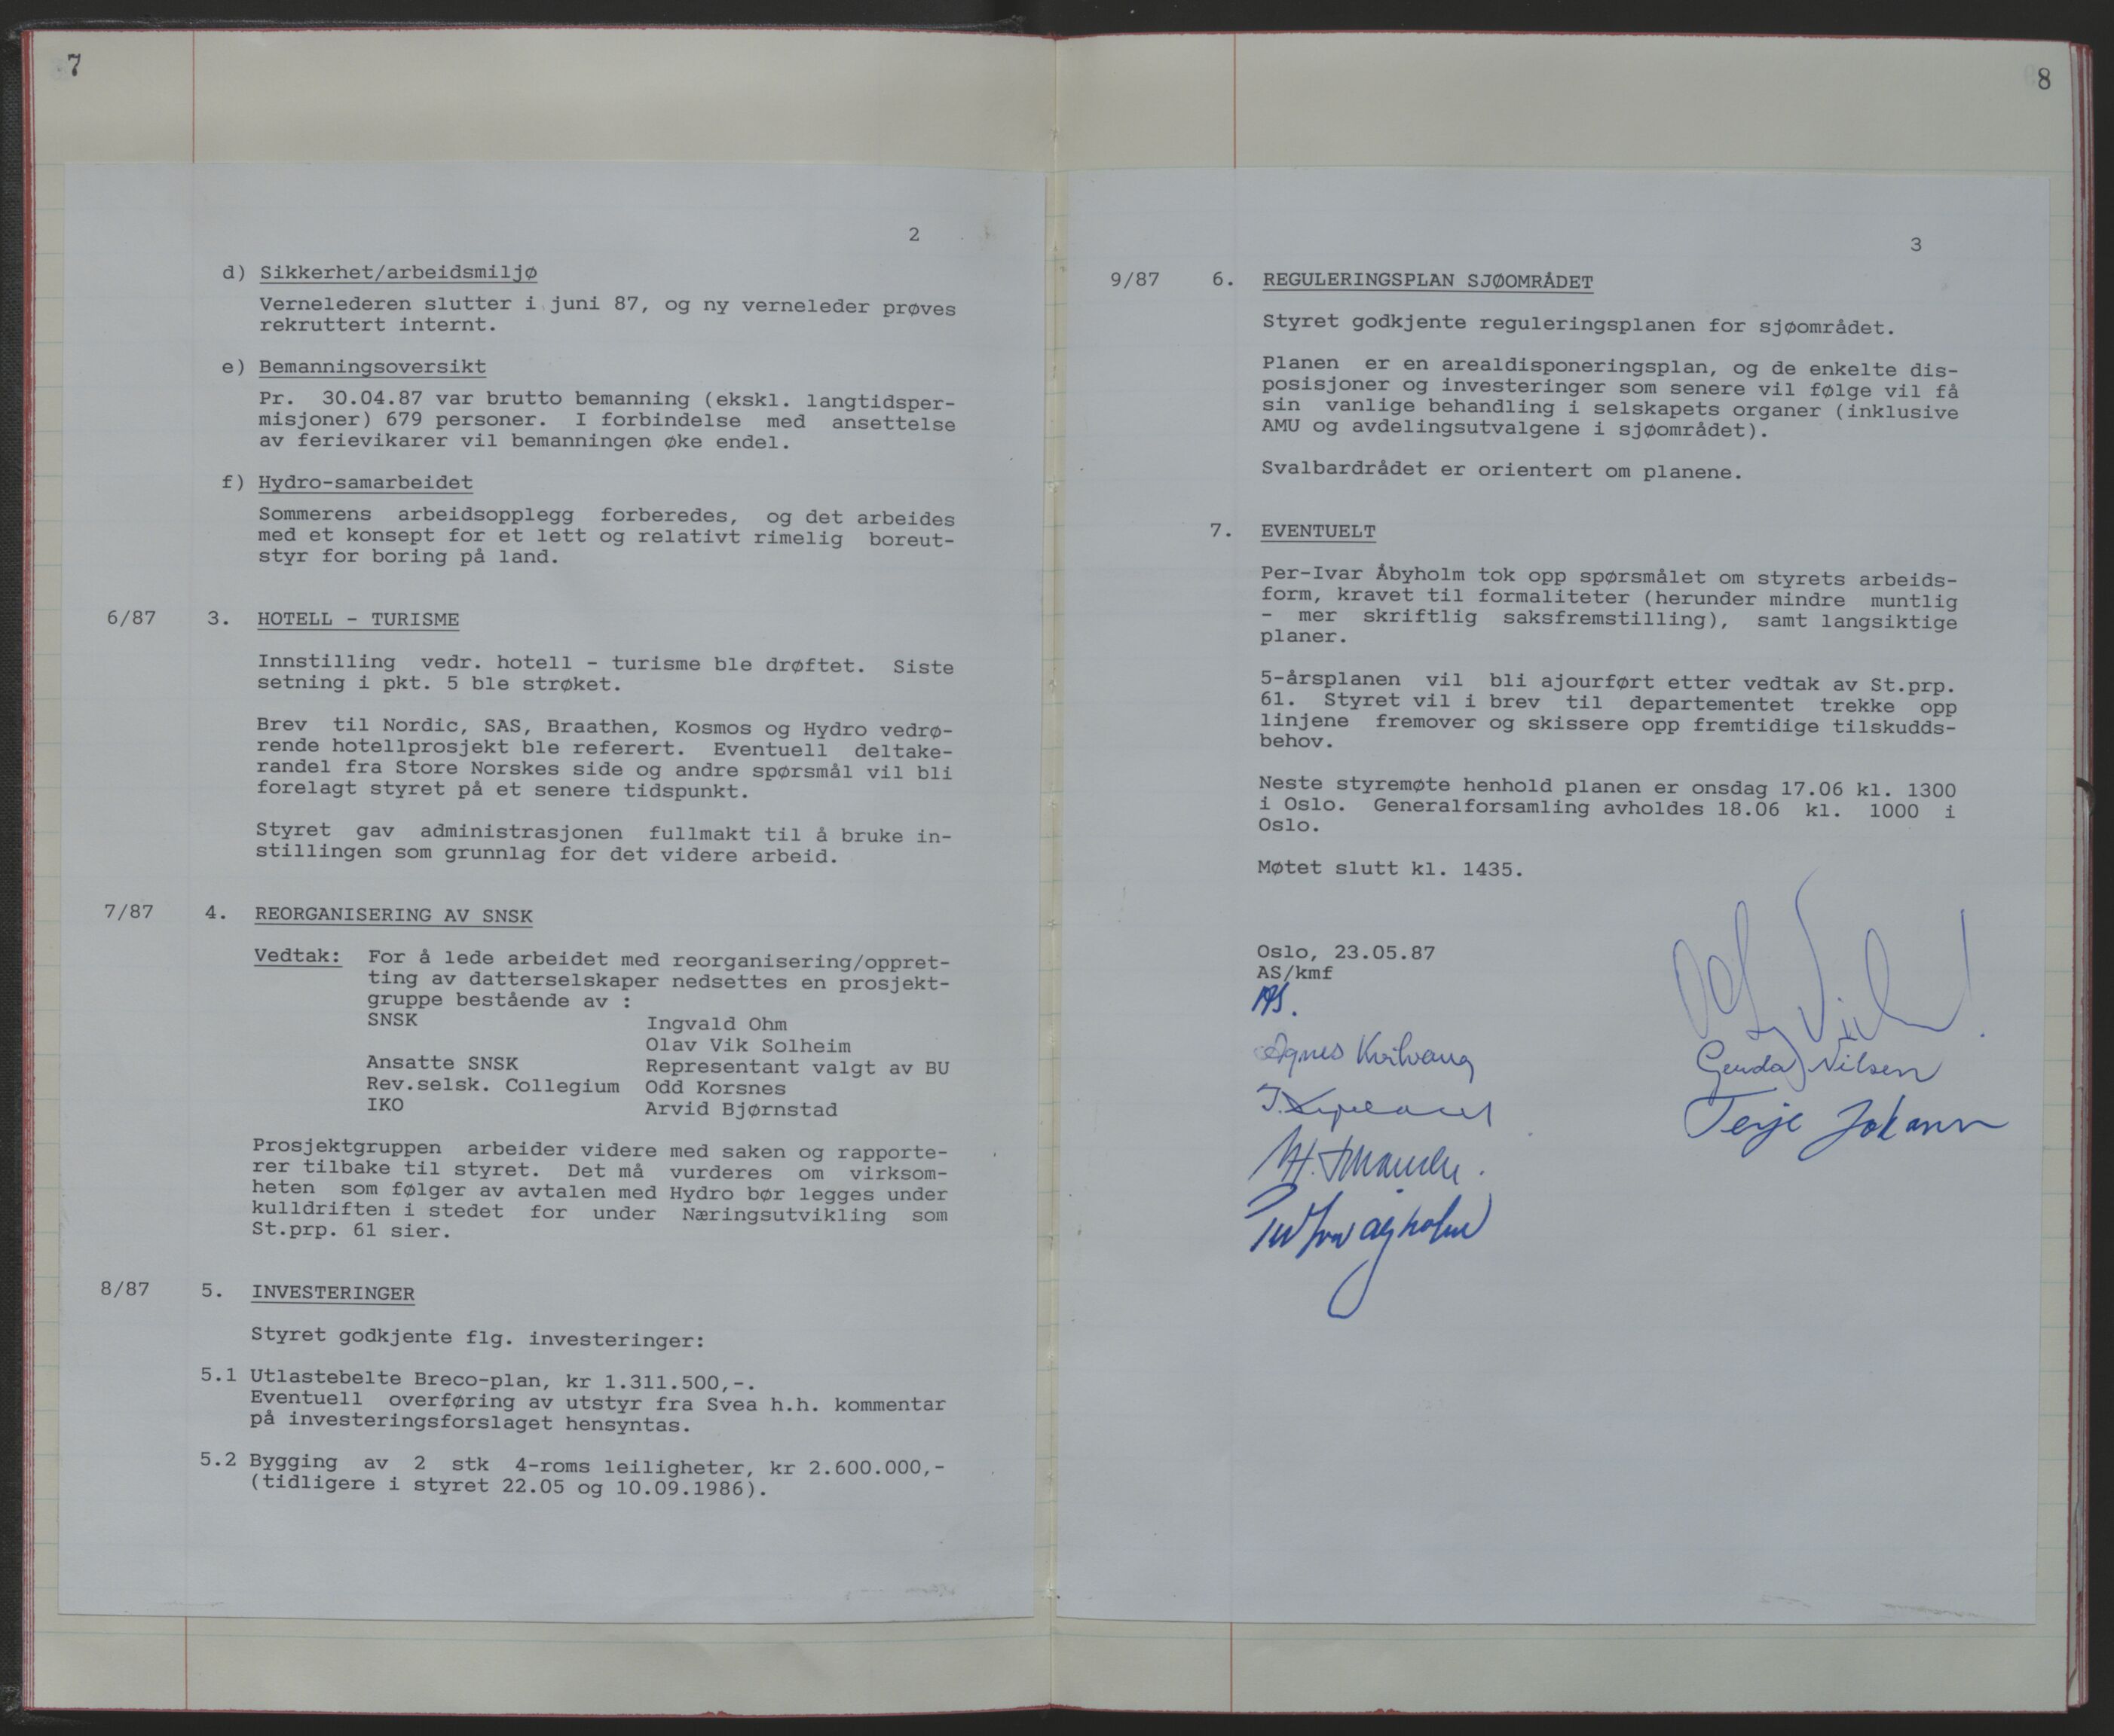 7
2
d) Sikkerhet/arbeidsmiljø
Vernelederen slutter i juni 87, og ny verneleder prøves
rekruttert internt.
e) Bemanningsoversikt
Pr. 30.04.87 var brutto bemanning (ekskl. langtidsper-
misjoner) 679 personer. I forbindelse med ansettelse
av ferievikarer vil bemanningen øke endel.
f) Hydro-samarbeidet
Sommerens arbeidsopplegg forberedes, og det arbeides
med et konsept for et lett og relativt rimelig boreut-
styr for boring på land.
6/87 3. HOTELL - TURISME
Innstilling vedr. hotell - turisme ble drøftet. Siste
setning i pkt. 5 ble strøket.
Brev til Nordic, SAS, Braathen, Kosmos og Hydro vedrø-
rende hotellprosjekt ble referert. Eventuell deltake-
randel fra Store Norskes side og andre spørsmål vil bli
forelagt styret på et senere tidspunkt.
Styret gav administrasjonen fullmakt til å bruke in-
stillingen som grunnlag for det videre arbeid.
7/87 4. REORGANISERING AV SNSK
Vedtak: For å lede arbeidet med reorganisering/oppret-
ting av datterselskaper nedsettes en prosjekt-
gruppe bestående av :
SNSK Ingvald Ohm
Olav Vik Solheim
Ansatte SNSK Representant valgt av BU
Rev.selsk. Collegium Odd Korsnes
IKO Arvid Bjørnstad
Prosjektgruppen arbeider videre med saken og rapporte-
rer tilbake til styret. Det må vurderes om virksom-
heten som følger av avtalen med Hydro bør legges under
kulldriften i stedet for under Næringsutvikling som
St.prp. 61 sier.
8/87 5. INVESTERINGER
Styret godkjente flg. investeringer:
5.1 Utlastebelte Breco-plan, kr 1.311.500,-.
Eventuell overføring av utstyr fra Svea h.h. kommentar
på investeringsforslaget hensyntas.
5.2 Bygging av 2 stk 4-roms leiligheter, kr 2.600.000,-
(tidligere i styret 22.05 og 10.09.1986).
8
3
9/87 6. REGULERINGSPLAN SJØOMRÅDET
Styret godkjente reguleringsplanen for sjøområdet.
Planen er en arealdisponeringsplan, og de enkelte dis-
posisjoner og investeringer som senere vil følge vil få
sin vanlige behandling i selskapets organer (inklusive
AMU og avdelingsutvalgene i sjøområdet).
Svalbardrådet er orientert om planene.
7. EVENTUELT
Per-Ivar Åbyholm tok opp spørsmålet om styrets arbeids-
form, kravet til formaliteter (herunder mindre muntlig
- mer skriftlig saksfremstilling), samt langsiktige
planer.
5-årsplanen vil bli ajourført etter vedtak av St.prp.
61. Styret vil i brev til departementet trekke opp
linjene fremover og skissere opp fremtidige tilskudds-
behov.
Neste styremøte henhold planen er onsdag 17.06 kl. 1300
i Oslo. Generalforsamling avholdes 18.06 kl. 1000 i
Oslo.
Møtet slutt kl. 1435.
Oslo, 23.05.87
AS/kmf
AS.
Agnes
Gerda Nilsen
Terje